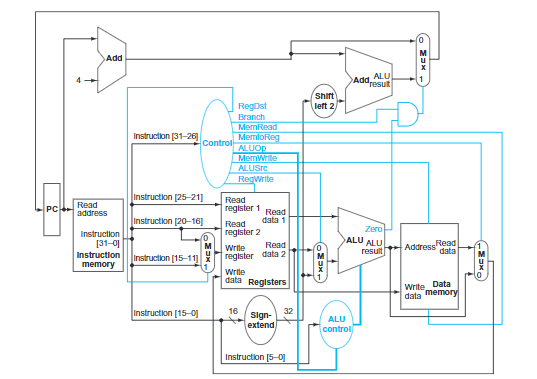 0
M
u
x
1
Add
4
Add ALU
result
Shift
left 2
RegDst
Branch
MemRead
MemtoReg
ALUOp
MemWrite
ALUSrc
RegWrite
Instruction [31–26]
Control
Instruction [25–21]
Instruction [20–16]
Instruction [15–11]
PC
Read
address
Instruction
[31–0]
Instruction
memory
0
M
u
x
1
Read
register 1
Read
register 2
Write
register
Write
data
Read
data 1
Read
data 2
Registers
0
M
u
x
1
Zero
ALU ALU
result
Address
Read
data
Write
data
Data
memory
1
M
u
x
0
Instruction [15–0]
16
Sign-
extend
32
ALU
control
Instruction [5–0]